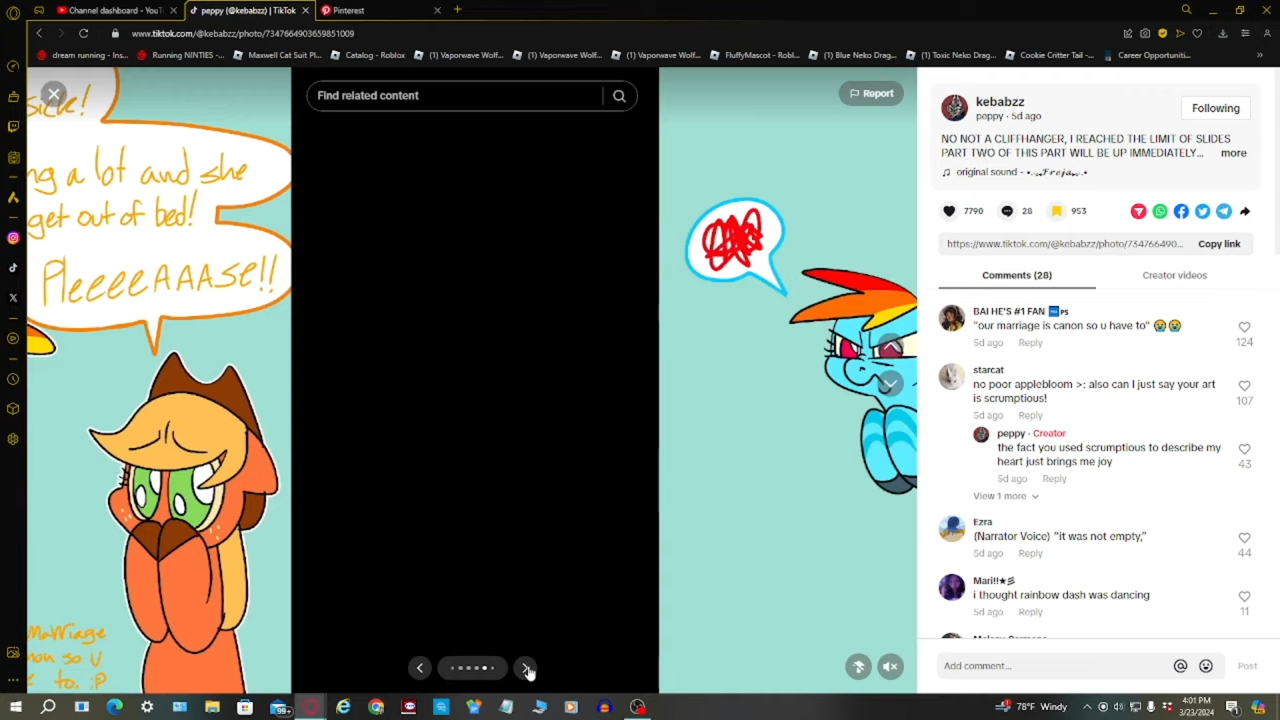 Channel dashboard - YouT
peppy (@kebabzz) | TikTok
Pinterest
www.tiktok.com/@kebabzz/photo/7347664903659851009
dream running - Ins...
Running NINTIES -...
Maxwell Cat Suit Pl...
Catalog - Roblox
(1) Vaporwave Wolf...
(1) Vaporwave Wolf...
(1) Vaporwave Wolf...
FluffyMascot - Robl...
(1) Blue Neko Drag...
(1) Toxic Neko Drag...
Cookie Critter Tail -...
Career Opportuniti...
sick!
ng a lot and she
get out of bed!
PleeeeAAAse!!
Marriage
non so u
to. :P
Find related content
Report
kebabzz
peppy · 5d ago
Following
NO NOT A CLIFFHANGER, I REACHED THE LIMIT OF SLIDES
PART TWO OF THIS PART WILL BE UP IMMEDIATELY... more
7790
28
953
https://www.tiktok.com/@kebabzz/photo/734766490...
Copy link
Comments (28)
Creator videos
BAI HE'S #1 FAN
"our marriage is canon so u have to" 😭😭
5d ago Reply
124
starcat
no poor applebloom >: also can I just say your art
is scrumptious!
5d ago Reply
107
peppy · Creator
the fact you used scrumptious to describe my
heart just brings me joy
5d ago Reply
43
View 1 more
Ezra
(Narrator Voice) "it was not empty,"
5d ago Reply
44
Mari!!★彡
i thought rainbow dash was dancing
5d ago Reply
11
Add comment...
Post
99+
78°F Windy
4:01 PM
3/23/2024